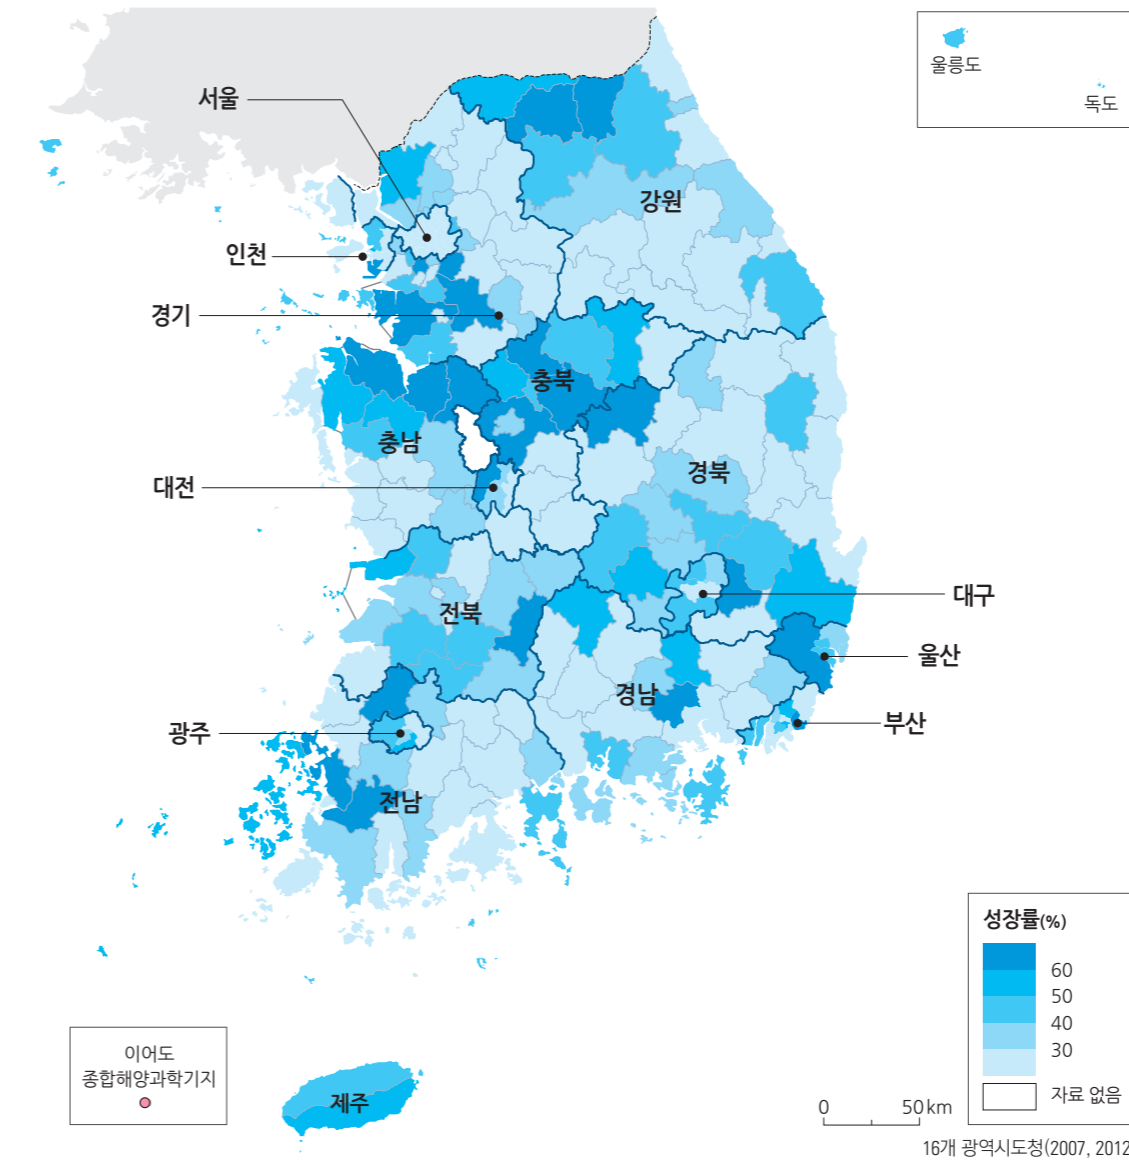 울릉도
독도
서울
강원
인천
경기
충북
충남
경북
대전
대구
전북
울산
경남
부산
광주
전남
성장률(%)
60
50
40
30
자료 없음
이어도
종합해양과학기지
제주
0 50 km
16개 광역시도청(2007, 2012